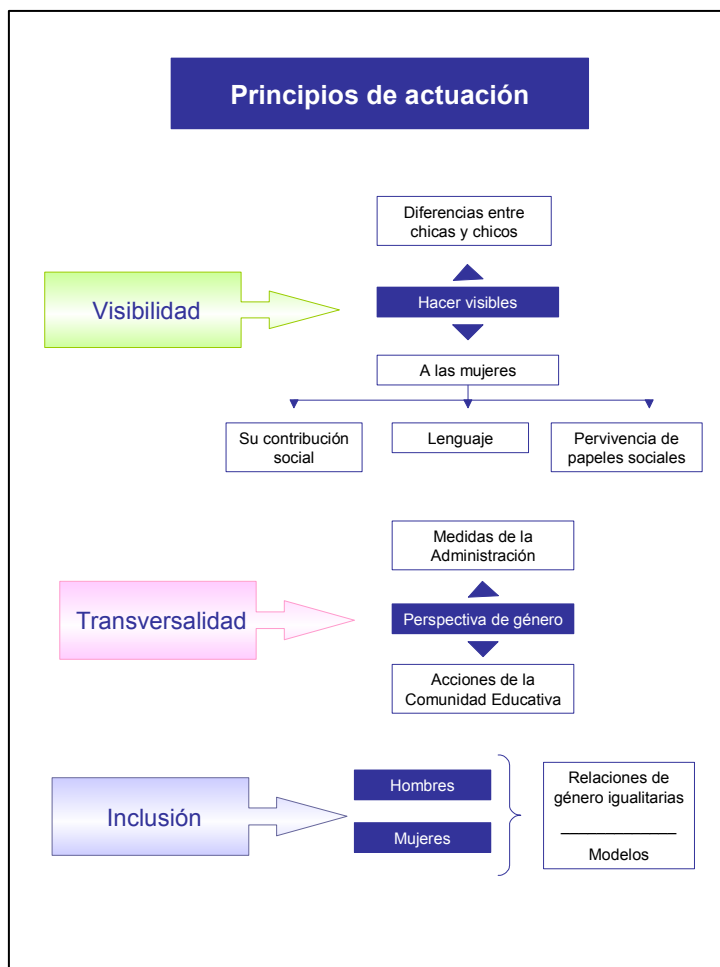 Principios de actuación
Diferencias entre
chicas y chicos
Visibilidad
Hacer visibles
A las mujeres
Su contribución
social
Lenguaje
Pervivencia de
papeles sociales
Medidas de la
Administración
Transversalidad
Perspectiva de género
Acciones de la
Comunidad Educativa
Inclusión
Hombres
Mujeres
Relaciones de
género igualitarias
Modelos